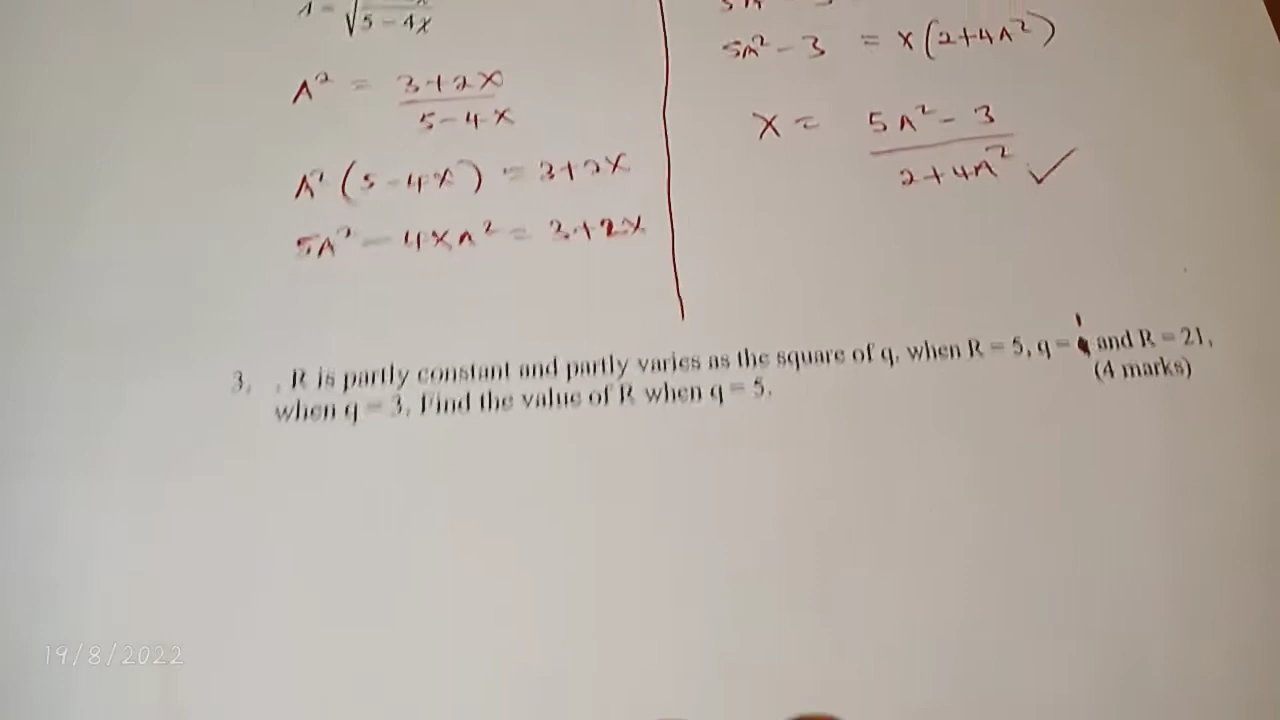 5 - 4x
A² = 3+2x
5-4x
A² (5 -4x) = 3+2x
5A² - 4xA² = 3+2x
5A² - 3 = x(2+4A²)
x = 5A² - 3
2+4A² ✓
3. . R is partly constant and partly varies as the square of q, when R = 5, q = 1 and R = 21,
when q = 3, Find the value of R when q = 5.
(4 marks)
19/8/2022